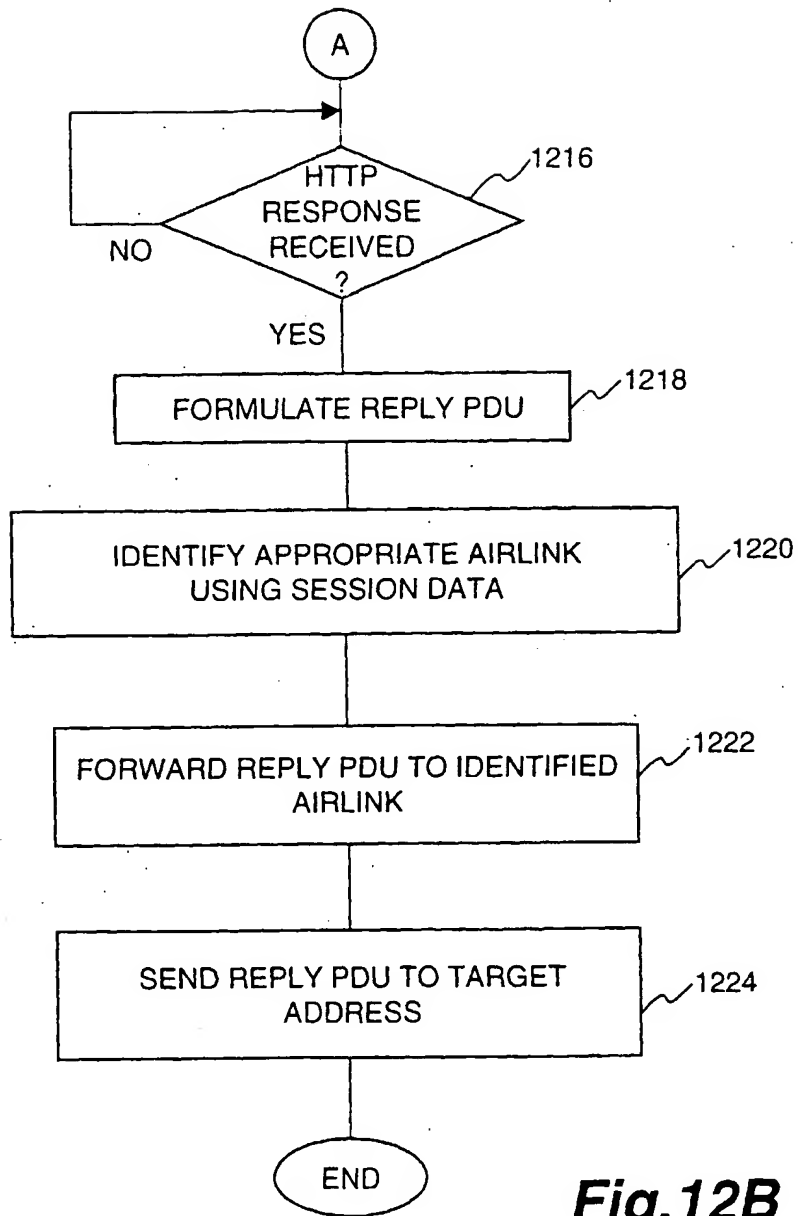 A
HTTP
RESPONSE
RECEIVED
?
1216
NO
YES
FORMULATE REPLY PDU
1218
IDENTIFY APPROPRIATE AIRLINK
USING SESSION DATA
1220
FORWARD REPLY PDU TO IDENTIFIED
AIRLINK
1222
SEND REPLY PDU TO TARGET
ADDRESS
1224
END
Fig.12B